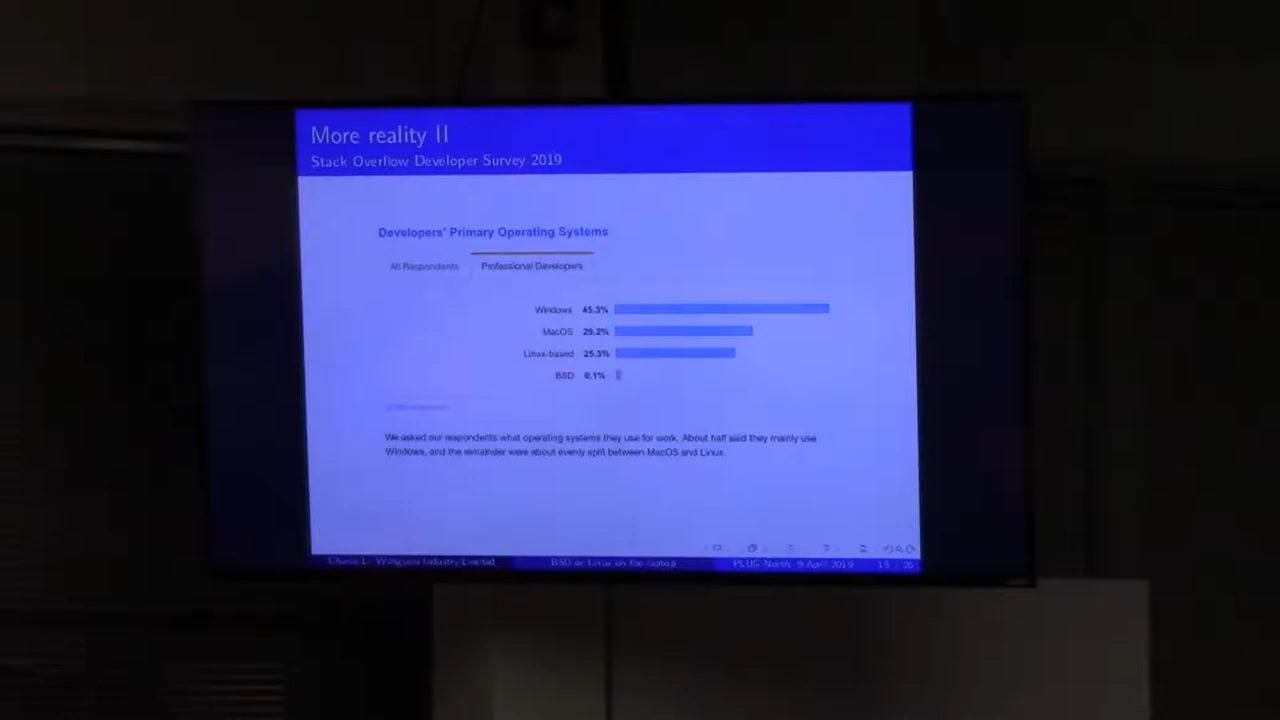 More reality II
Stack Overflow Developer Survey 2019
Developers' Primary Operating Systems
All Respondents Professional Developers
Windows 45.3%
MacOS 29.2%
Linux-based 25.3%
BSD 0.1%
We asked our respondents what operating systems they use for work. About half said they mainly use
Windows, and the remainder were about evenly split between MacOS and Linux.
Industry Limited BSD or Linux on the laptop PLUG North, 9 April 2019